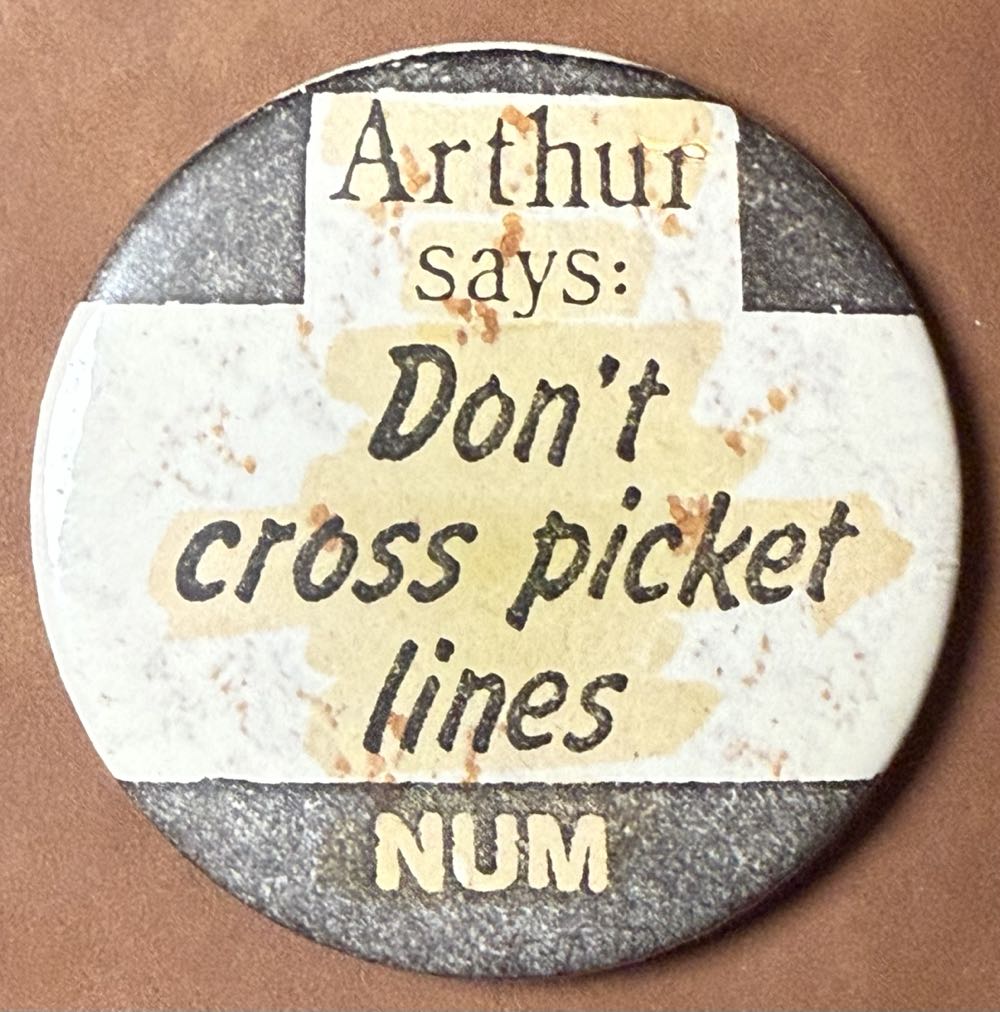 Arthur
says:
Don't
cross picket
lines
NUM